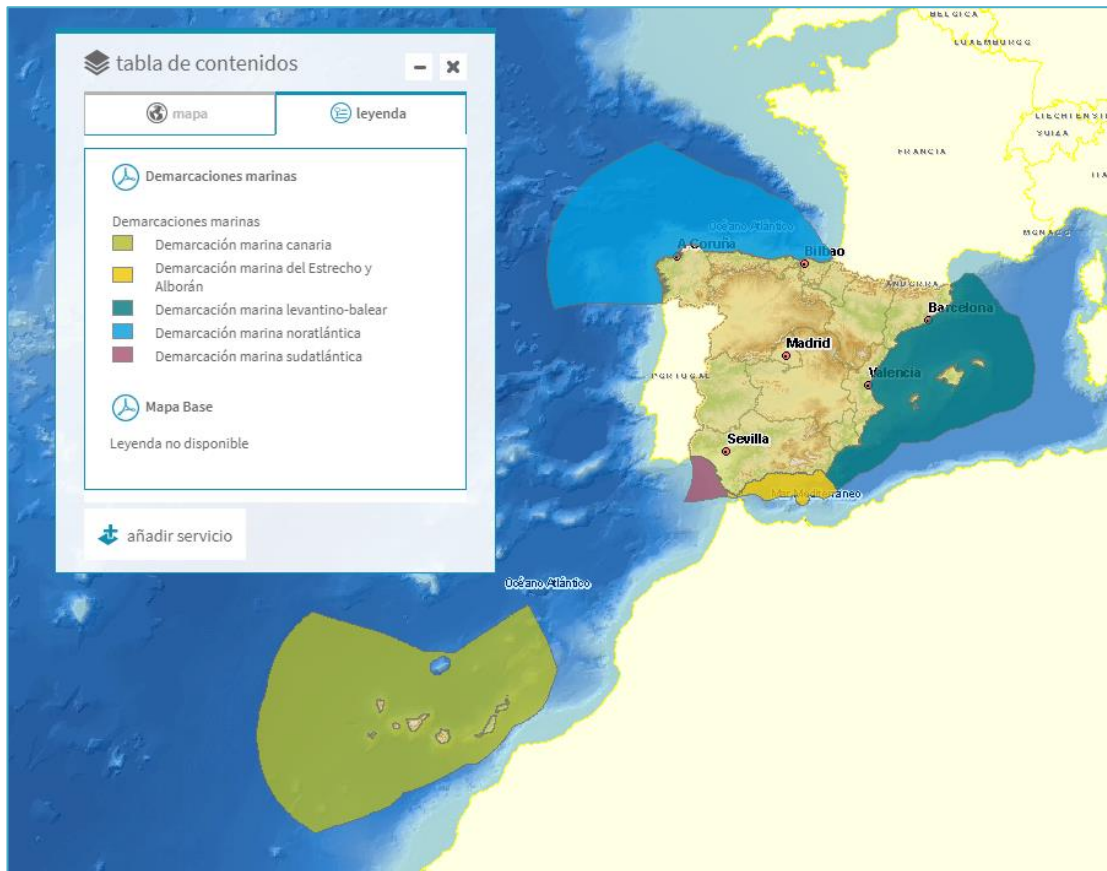 BELGICA
LUXEMBURGO
tabla de contenidos
mapa
leyenda
LIECHTENSTEI
SUIZA
FRANCIA
ITA
Demarcaciones marinas
Demarcaciones marinas
Demarcación marina canaria
Demarcación marina del Estrecho y
Alborán
Demarcación marina levantino-balear
Demarcación marina noratlántica
Demarcación marina sudatlántica
Océano Atlántico
MONACO
A Coruña
Bilbao
ANDORRA
Barcelona
Madrid
PORTUGAL
Valencia
Mapa Base
Leyenda no disponible
Sevilla
Mar Mediterráneo
añadir servicio
Océano Atlántico